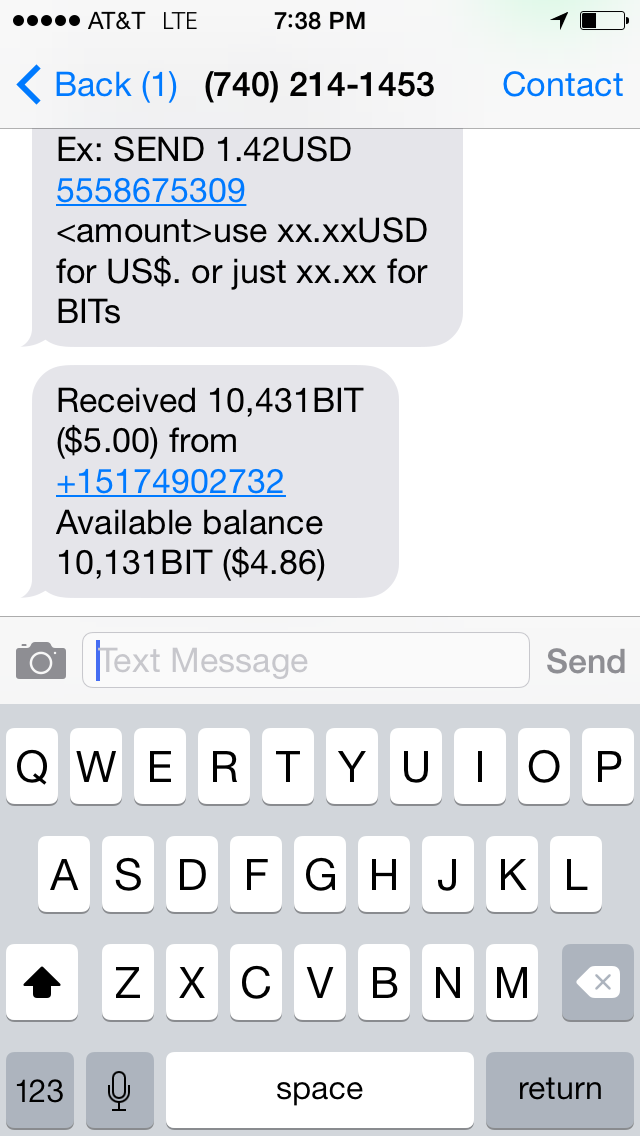 AT&T LTE 7:38 PM
Back (1) (740) 214-1453 Contact
Ex: SEND 1.42USD
5558675309
<amount>use xx.xxUSD
for US$. or just xx.xx for
BITs
Received 10,431BIT
($5.00) from
+15174902732
Available balance
10,131BIT ($4.86)
Text Message Send
Q W E R T Y U I O P
A S D F G H J K L
Z X C V B N M
123 space return